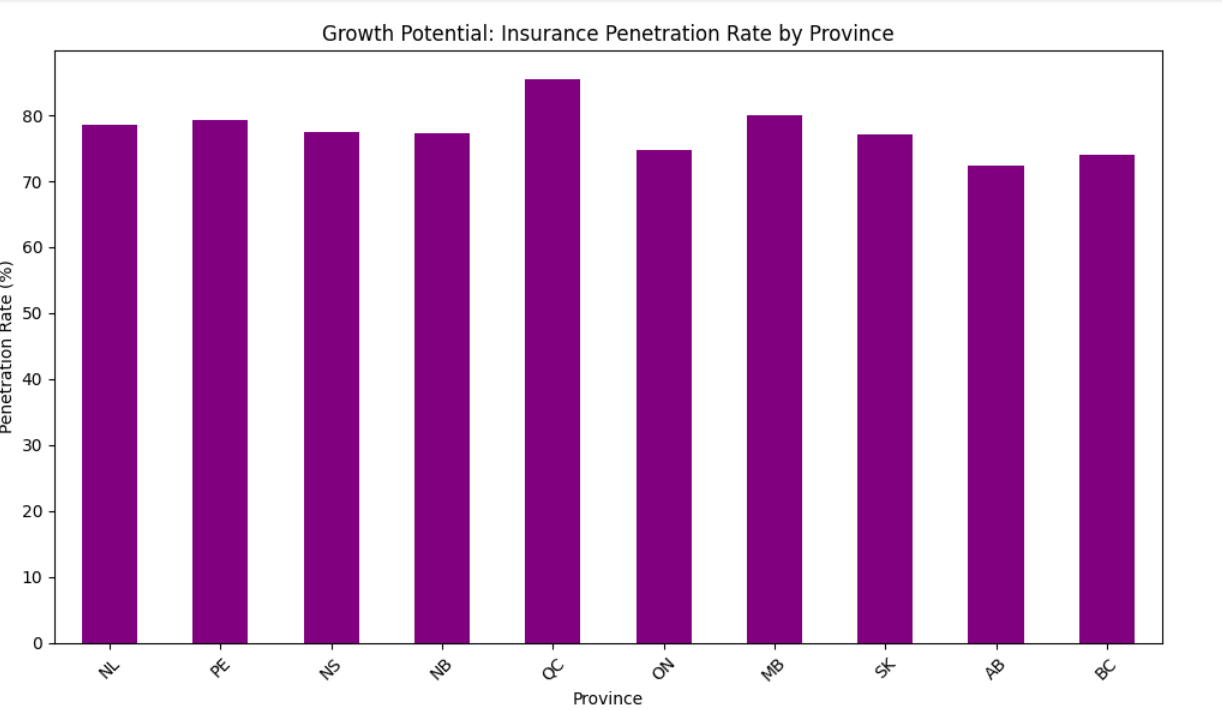 Growth Potential: Insurance Penetration Rate by Province
80
70
60
50
40
30
20
10
0
Penetration Rate (%)
NL
PE
NS
NB
QC
ON
MB
SK
AB
BC
Province